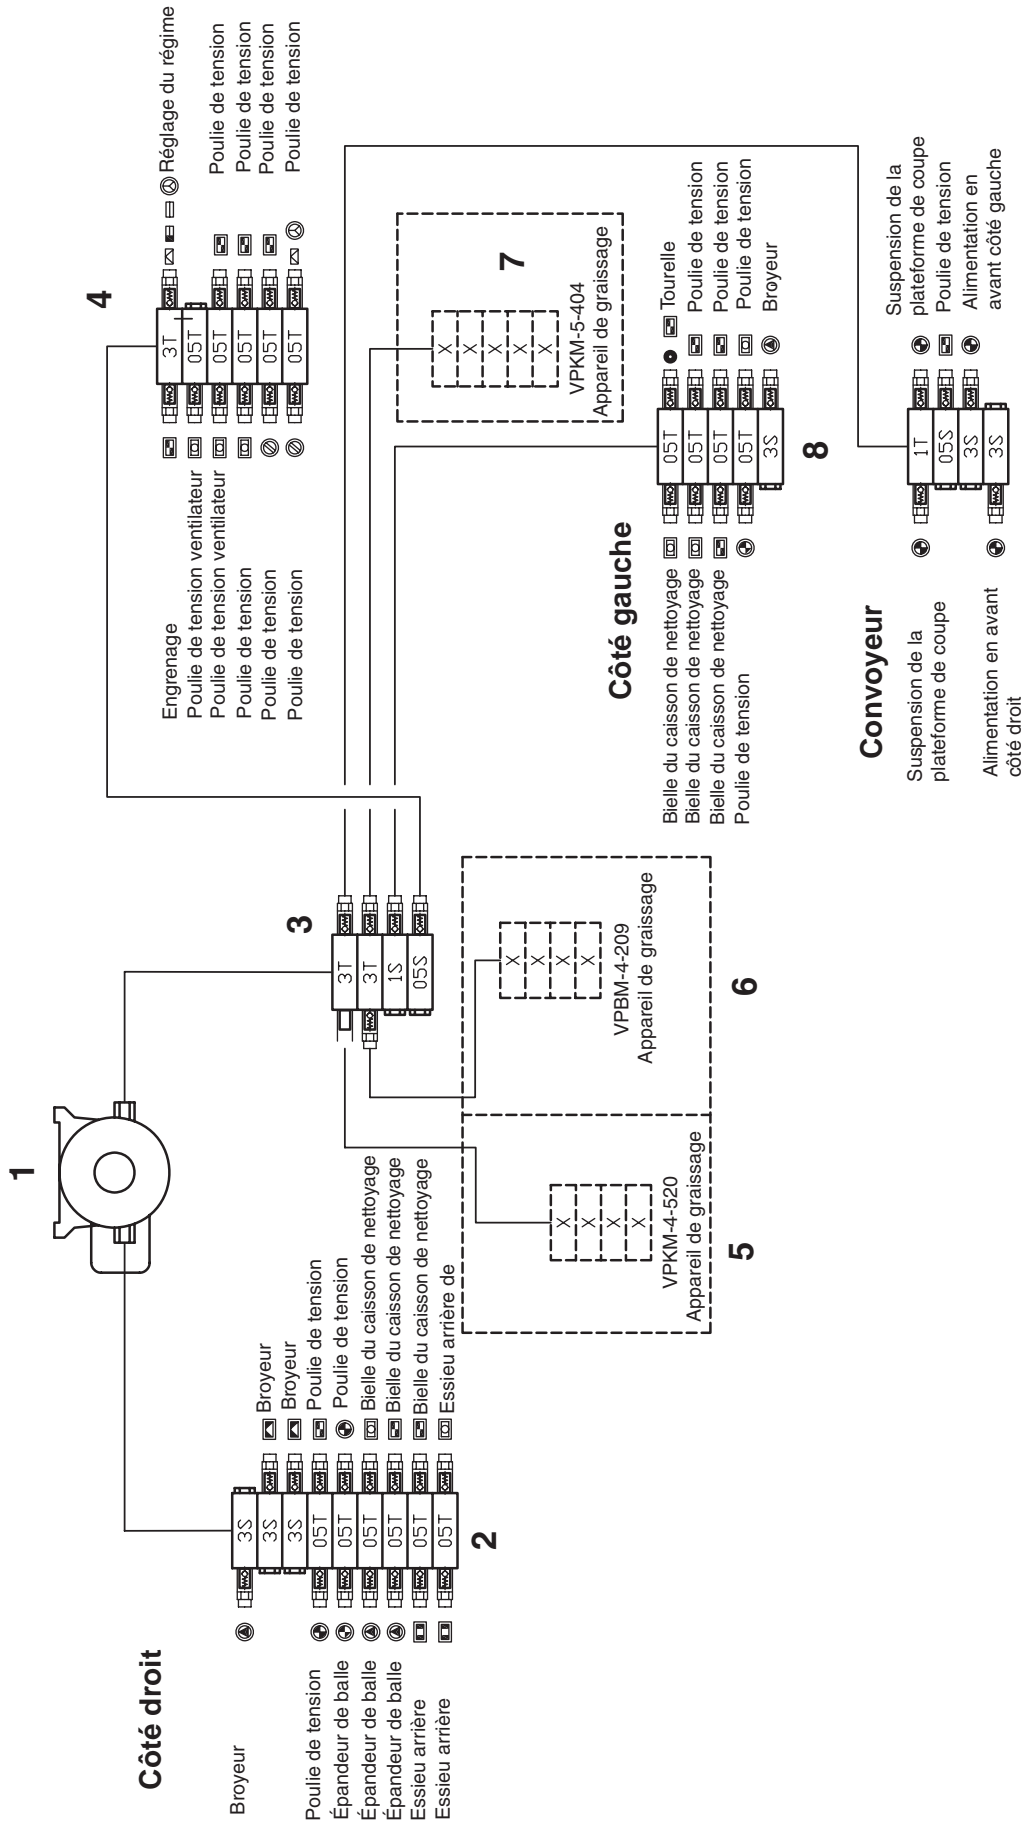 1
Côté droit
Broyeur
Poulie de tension
Épandeur de balle
Épandeur de balle
Épandeur de balle
Essieu arrière
Essieu arrière
3S
3S
3S
05T
05T
05T
05T
05T
05T
Broyeur
Broyeur
Poulie de tension
Poulie de tension
Bielle du caisson de nettoyage
Bielle du caisson de nettoyage
Bielle du caisson de nettoyage
Essieu arrière de
2
3
3T
3T
1S
05S
4
Engrenage
Poulie de tension ventilateur
Poulie de tension ventilateur
Poulie de tension
Poulie de tension
Poulie de tension
3T
05T
05T
05T
05T
05T
Réglage du régime
Poulie de tension
Poulie de tension
Poulie de tension
Poulie de tension
X
X
X
X
VPKM-4-520
Appareil de graissage
5
X
X
X
X
VPBM-4-209
Appareil de graissage
6
7
X
X
X
X
X
VPKM-5-404
Appareil de graissage
Côté gauche
Bielle du caisson de nettoyage
Bielle du caisson de nettoyage
Bielle du caisson de nettoyage
Poulie de tension
05T
05T
05T
05T
3S
Tourelle
Poulie de tension
Poulie de tension
Poulie de tension
Broyeur
8
Convoyeur
Suspension de la
plateforme de coupe
Alimentation en avant
côté droit
1T
05S
3S
3S
Suspension de la
plateforme de coupe
Poulie de tension
Alimentation en
avant côté gauche